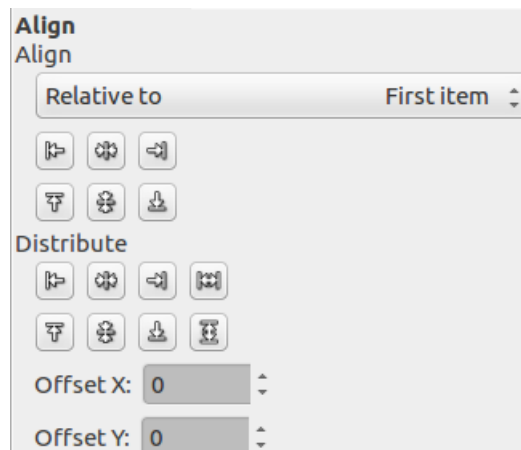 Align
Align
Relative to First item
Distribute
Offset X: 0
Offset Y: 0